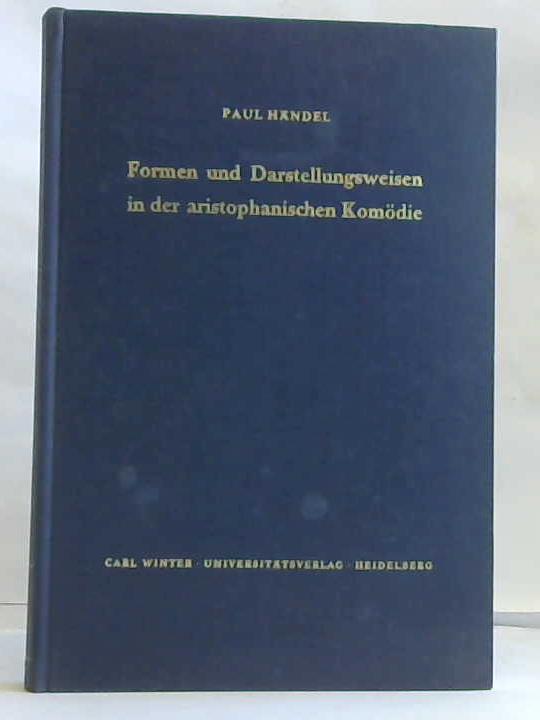 PAUL HÄNDEL
Formen und Darstellungsweisen
in der aristophanischen Komödie
CARL WINTER · UNIVERSITÄTSVERLAG · HEIDELBERG